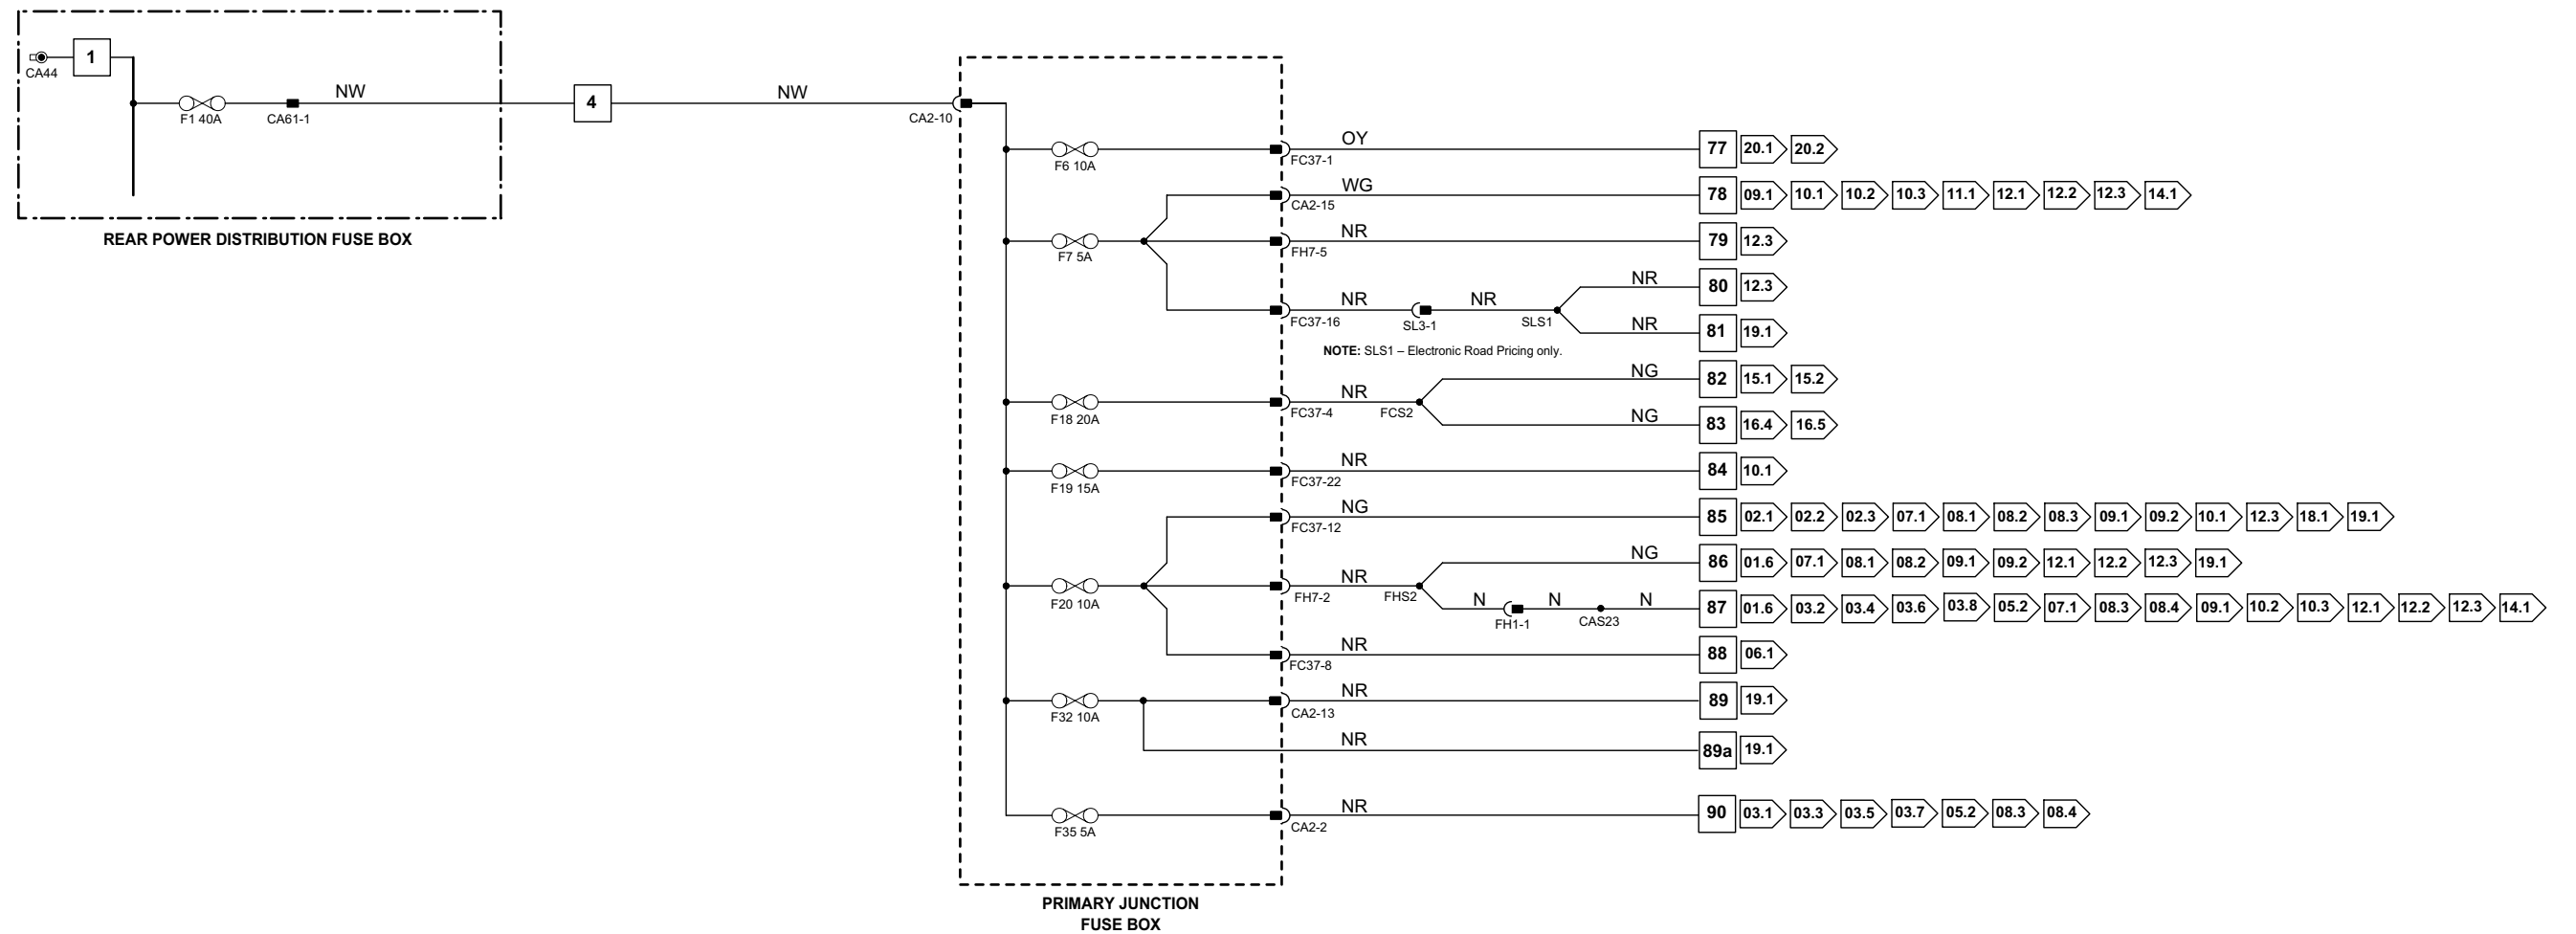 1
CA44
F1 40A
CA61-1
NW
REAR POWER DISTRIBUTION FUSE BOX
4
NW
CA2-10
F6 10A
FC37-1
OY
77 20.1 20.2
CA2-15
WG
78 09.1 10.1 10.2 10.3 11.1 12.1 12.2 12.3 14.1
F7 5A
FH7-5
NR
79 12.3
NR
80 12.3
FC37-16
NR
SL3-1
NR
SLS1
NR
81 19.1
NOTE: SLS1 – Electronic Road Pricing only.
NG
82 15.1 15.2
F18 20A
FC37-4
NR
FCS2
NG
83 16.4 16.5
F19 15A
FC37-22
NR
84 10.1
FC37-12
NG
85 02.1 02.2 02.3 07.1 08.1 08.2 08.3 09.1 09.2 10.1 12.3 18.1 19.1
NG
86 01.6 07.1 08.1 08.2 09.1 09.2 12.1 12.2 12.3 19.1
F20 10A
FH7-2
NR
FHS2
N
FH1-1
N
CAS23
N
87 01.6 03.2 03.4 03.6 03.8 05.2 07.1 08.3 08.4 09.1 10.2 10.3 12.1 12.2 12.3 14.1
FC37-8
NR
88 06.1
F32 10A
CA2-13
NR
89 19.1
NR
89a 19.1
F35 5A
CA2-2
NR
90 03.1 03.3 03.5 03.7 05.2 08.3 08.4
PRIMARY JUNCTION
FUSE BOX